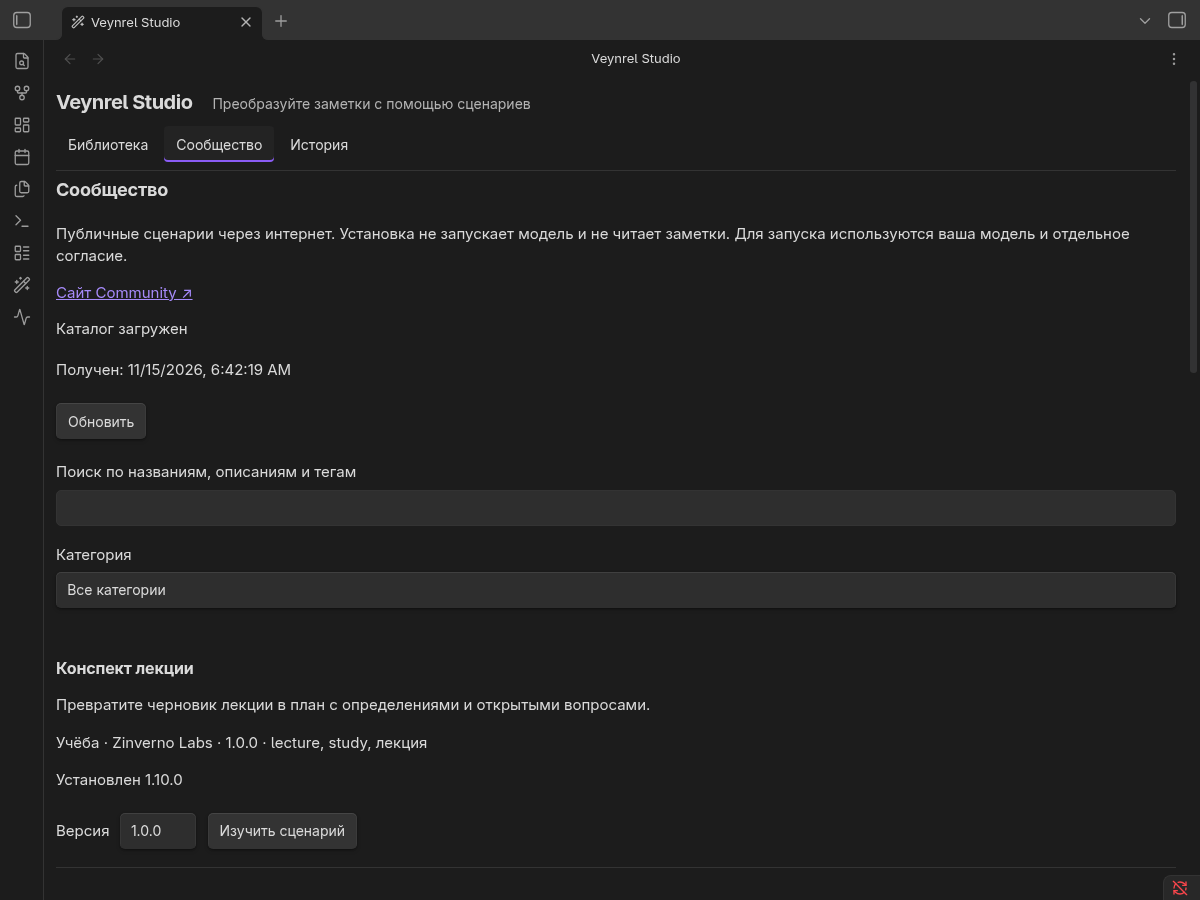 Veynrel Studio
Veynrel Studio
Veynrel Studio Преобразуйте заметки с помощью сценариев
Библиотека Сообщество История
Сообщество
Публичные сценарии через интернет. Установка не запускает модель и не читает заметки. Для запуска используются ваша модель и отдельное
согласие.
Сайт Community ↗
Каталог загружен
Получен: 11/15/2026, 6:42:19 AM
Обновить
Поиск по названиям, описаниям и тегам
Категория
Все категории
Конспект лекции
Превратите черновик лекции в план с определениями и открытыми вопросами.
Учёба · Zinverno Labs · 1.0.0 · lecture, study, лекция
Установлен 1.10.0
Версия 1.0.0 Изучить сценарий